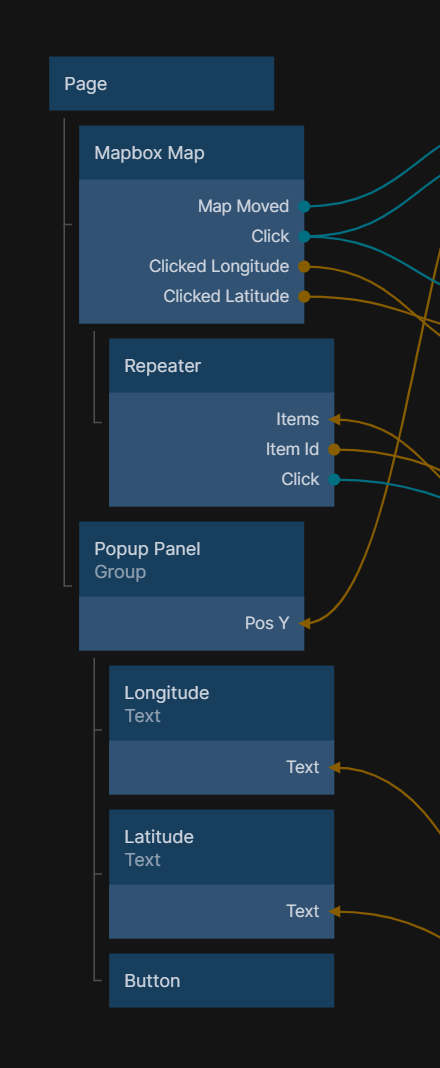 Page
Mapbox Map
Map Moved
Click
Clicked Longitude
Clicked Latitude
Repeater
Items
Item Id
Click
Popup Panel
Group
Pos Y
Longitude
Text
Text
Latitude
Text
Text
Button